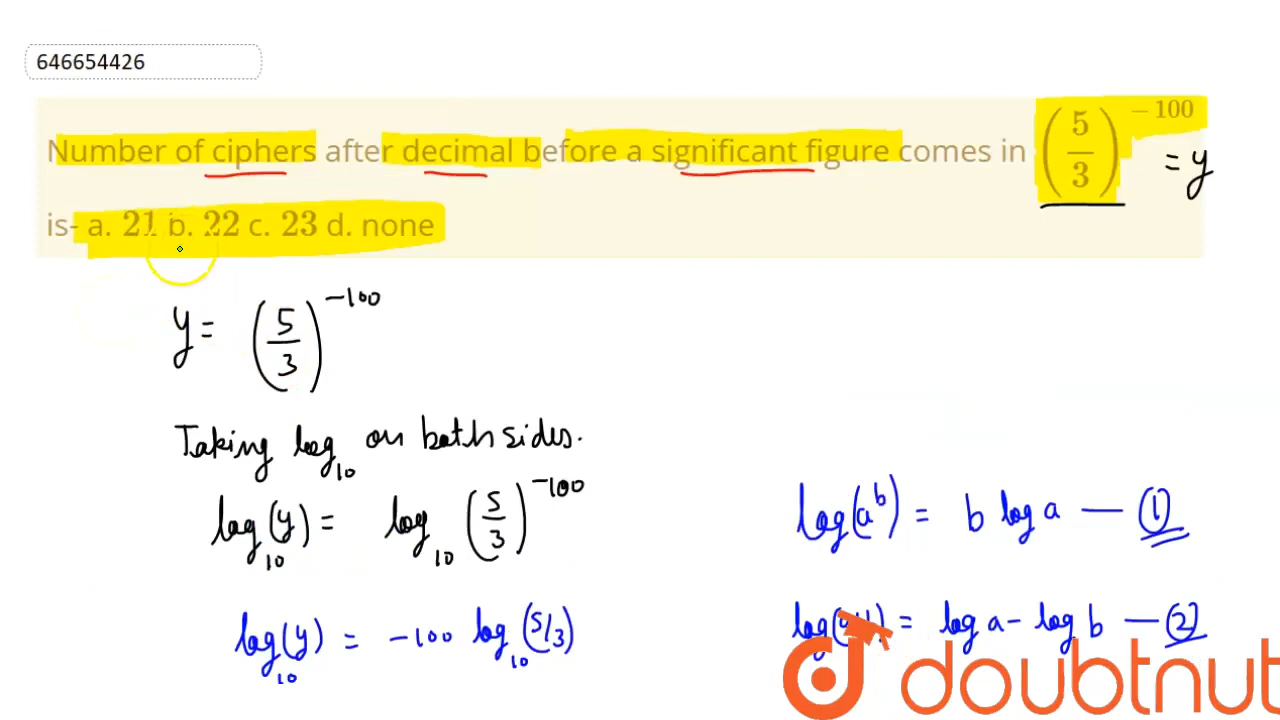 646654426
Number of ciphers after decimal before a significant figure comes in (5/3)^-100 = y
is- a. 21 b. 22 c. 23 d. none
y = (5/3)^-100
Taking log10 on both sides.
log10(y) = log10(5/3)^-100
log(a^b) = b log a — (1)
log10(y) = -100 log10(5/3)
= log a - log b — (2)
doubtnut